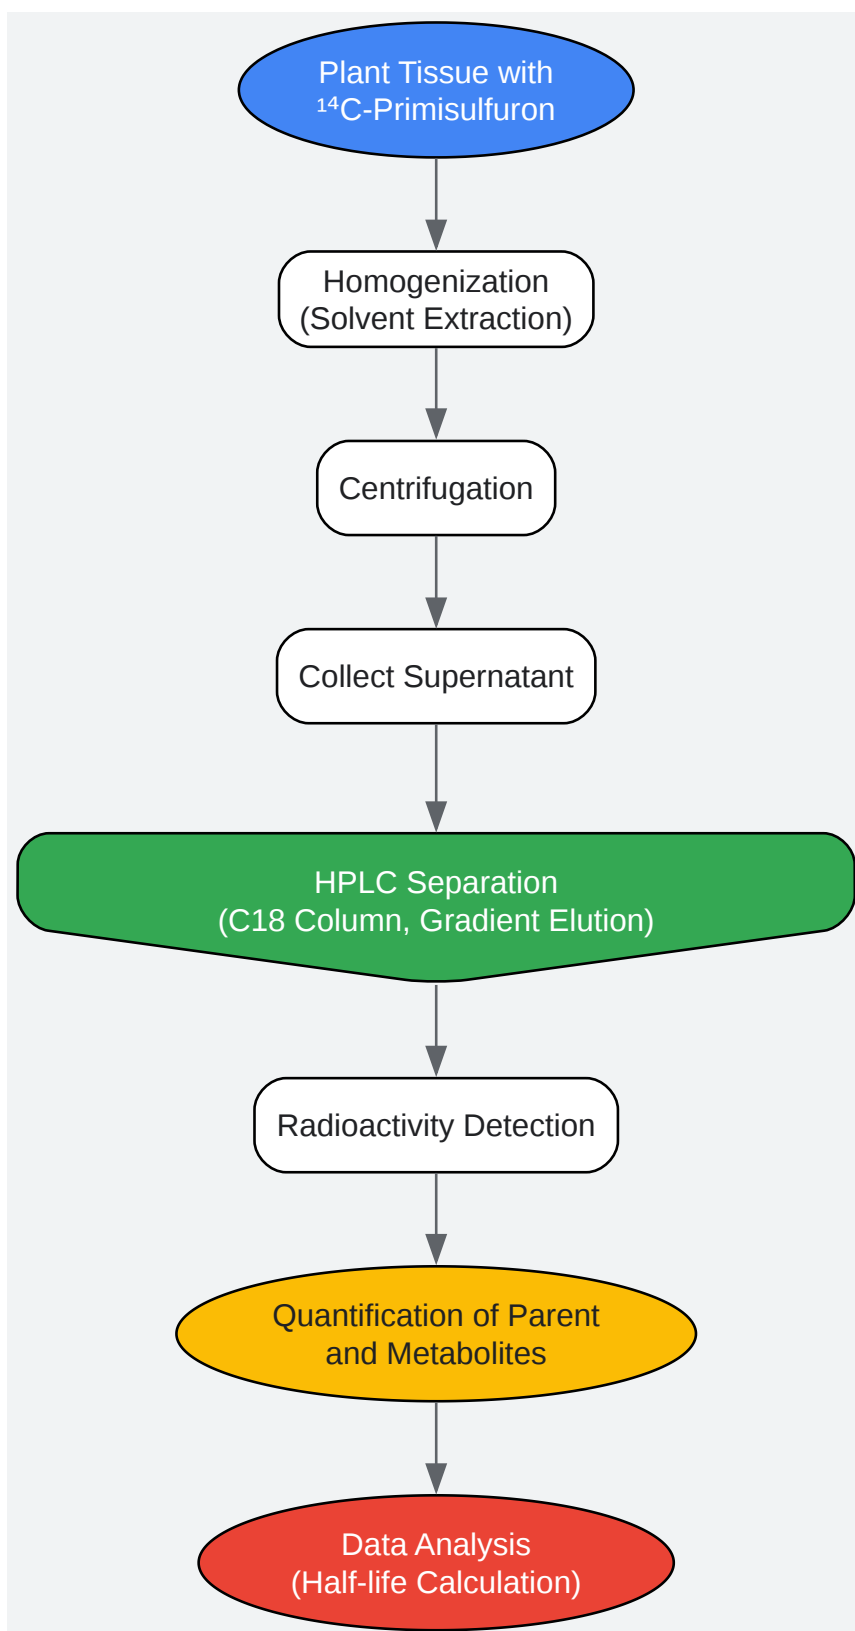 Plant Tissue with
¹⁴C-Primisulfuron
Homogenization
(Solvent Extraction)
Centrifugation
Collect Supernatant
HPLC Separation
(C18 Column, Gradient Elution)
Radioactivity Detection
Quantification of Parent
and Metabolites
Data Analysis
(Half-life Calculation)